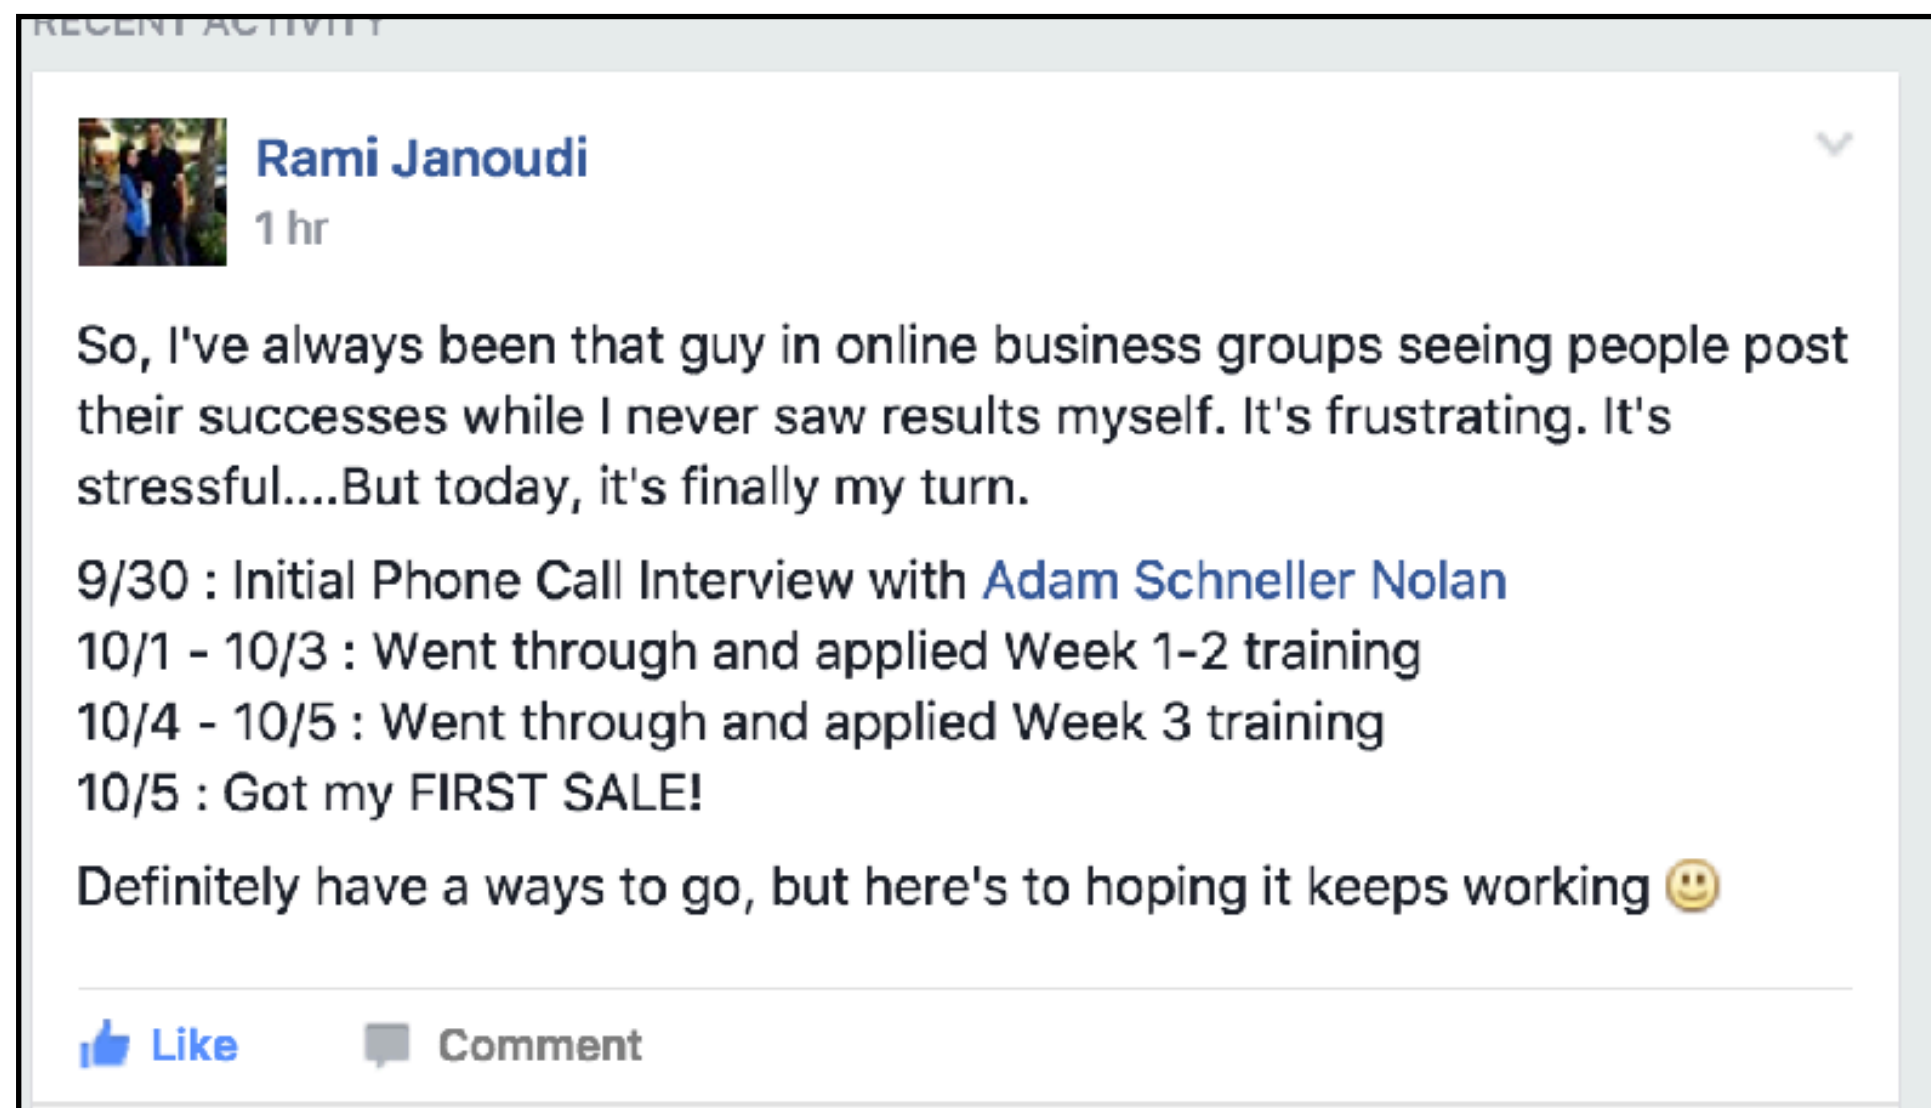 RECENT ACTIVITY
Rami Janoudi
1 hr
So, I've always been that guy in online business groups seeing people post
their successes while I never saw results myself. It's frustrating. It's
stressful....But today, it's finally my turn.
9/30 : Initial Phone Call Interview with Adam Schneller Nolan
10/1 - 10/3 : Went through and applied Week 1-2 training
10/4 - 10/5 : Went through and applied Week 3 training
10/5 : Got my FIRST SALE!
Definitely have a ways to go, but here's to hoping it keeps working 🙂
Like
Comment